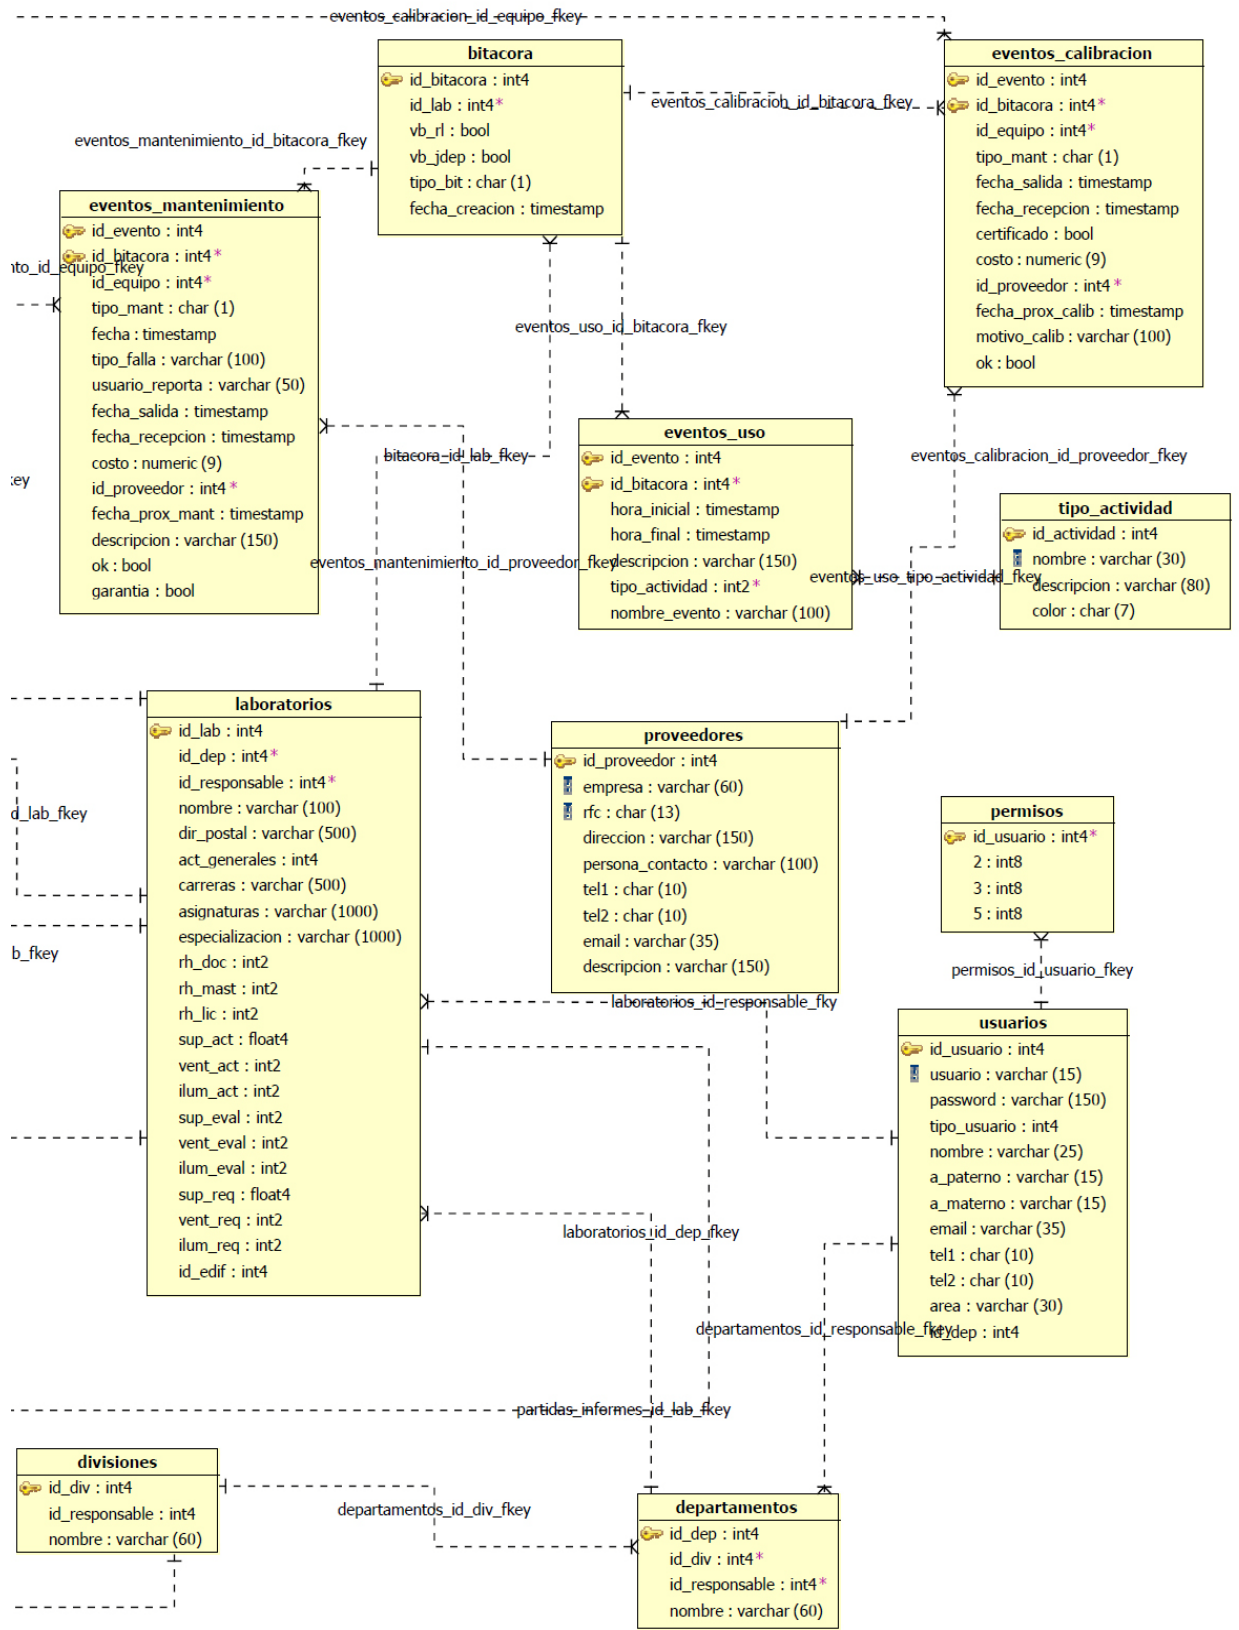 eventos_calibracion_id_equipo_fkey
bitacora
id_bitacora : int4
id_lab : int4*
vb_rl : bool
vb_jdep : bool
tipo_bit : char (1)
fecha_creacion : timestamp
eventos_calibracion_id_bitacora_fkey
eventos_calibracion
id_evento : int4
id_bitacora : int4*
id_equipo : int4*
tipo_mant : char (1)
fecha_salida : timestamp
fecha_recepcion : timestamp
certificado : bool
costo : numeric (9)
id_proveedor : int4*
fecha_prox_calib : timestamp
motivo_calib : varchar (100)
ok : bool
eventos_mantenimiento_id_bitacora_fkey
eventos_mantenimiento
id_evento : int4
id_bitacora : int4*
nto_id_equipo_fkey
id_equipo : int4*
tipo_mant : char (1)
fecha : timestamp
tipo_falla : varchar (100)
usuario_reporta : varchar (50)
fecha_salida : timestamp
fecha_recepcion : timestamp
costo : numeric (9)
id_proveedor : int4*
fecha_prox_mant : timestamp
descripcion : varchar (150)
ok : bool
garantia : bool
key
eventos_uso_id_bitacora_fkey
bitacora_id_lab_fkey
eventos_mantenimiento_id_proveedor_fkey
eventos_uso
id_evento : int4
id_bitacora : int4*
hora_inicial : timestamp
hora_final : timestamp
descripcion : varchar (150)
tipo_actividad : int2*
nombre_evento : varchar (100)
eventos_calibracion_id_proveedor_fkey
eventos_uso_tipo_actividad_fkey
tipo_actividad
id_actividad : int4
nombre : varchar (30)
descripcion : varchar (80)
color : char (7)
laboratorios
id_lab : int4
id_dep : int4*
id_responsable : int4*
nombre : varchar (100)
dir_postal : varchar (500)
act_generales : int4
carreras : varchar (500)
asignaturas : varchar (1000)
especializacion : varchar (1000)
rh_doc : int2
rh_mast : int2
rh_lic : int2
sup_act : float4
vent_act : int2
ilum_act : int2
sup_eval : int2
vent_eval : int2
ilum_eval : int2
sup_req : float4
vent_req : int2
ilum_req : int2
id_edif : int4
d_lab_fkey
b_fkey
proveedores
id_proveedor : int4
empresa : varchar (60)
rfc : char (13)
direccion : varchar (150)
persona_contacto : varchar (100)
tel1 : char (10)
tel2 : char (10)
email : varchar (35)
descripcion : varchar (150)
laboratorios_id_responsable_fky
permisos
id_usuario : int4*
2 : int8
3 : int8
5 : int8
permisos_id_usuario_fkey
usuarios
id_usuario : int4
usuario : varchar (15)
password : varchar (150)
tipo_usuario : int4
nombre : varchar (25)
a_paterno : varchar (15)
a_materno : varchar (15)
email : varchar (35)
tel1 : char (10)
tel2 : char (10)
area : varchar (30)
id_dep : int4
laboratorios_id_dep_fkey
departamentos_id_responsable_fkey
partidas_informes_id_lab_fkey
divisiones
id_div : int4
id_responsable : int4
nombre : varchar (60)
departamentos_id_div_fkey
departamentos
id_dep : int4
id_div : int4*
id_responsable : int4*
nombre : varchar (60)